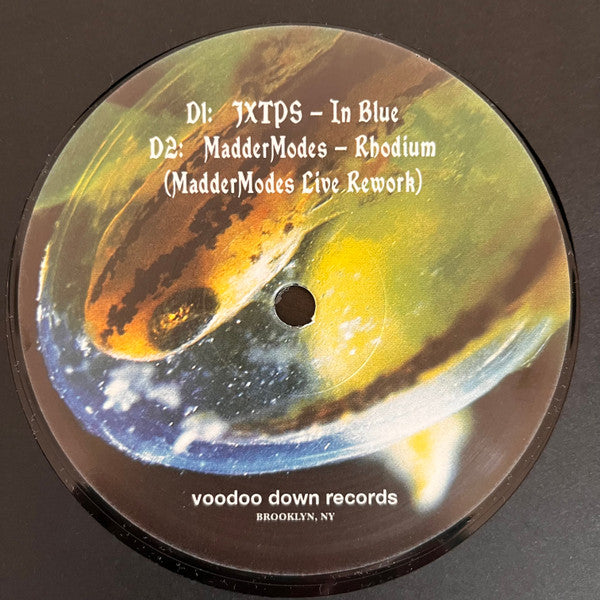 D1: JXTPS – In Blue
D2: MadderModes – Rhodium
(MadderModes Live Rework)
voodoo down records
BROOKLYN, NY